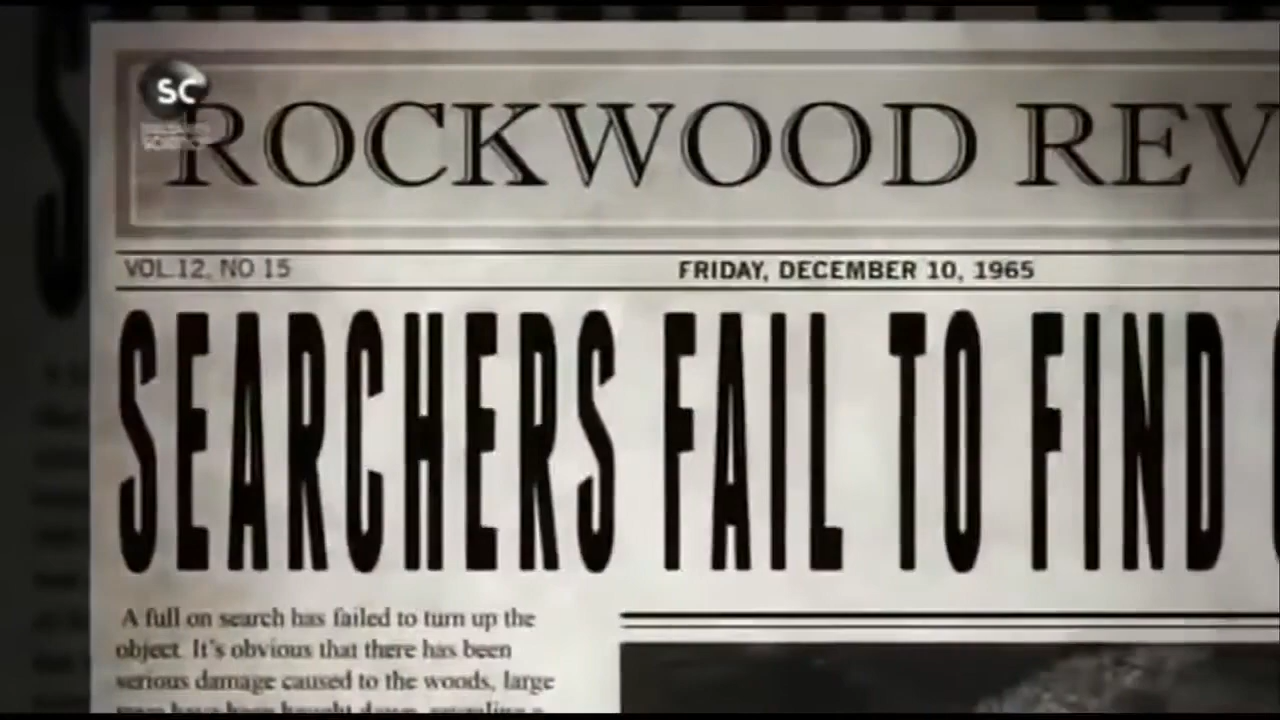 SC
ROCKWOOD REV
VOL 12, NO 15
FRIDAY, DECEMBER 10, 1965
SEARCHERS FAIL TO FIND
A full on search has failed to turn up the
object. It's obvious that there has been
serious damage caused to the woods, large